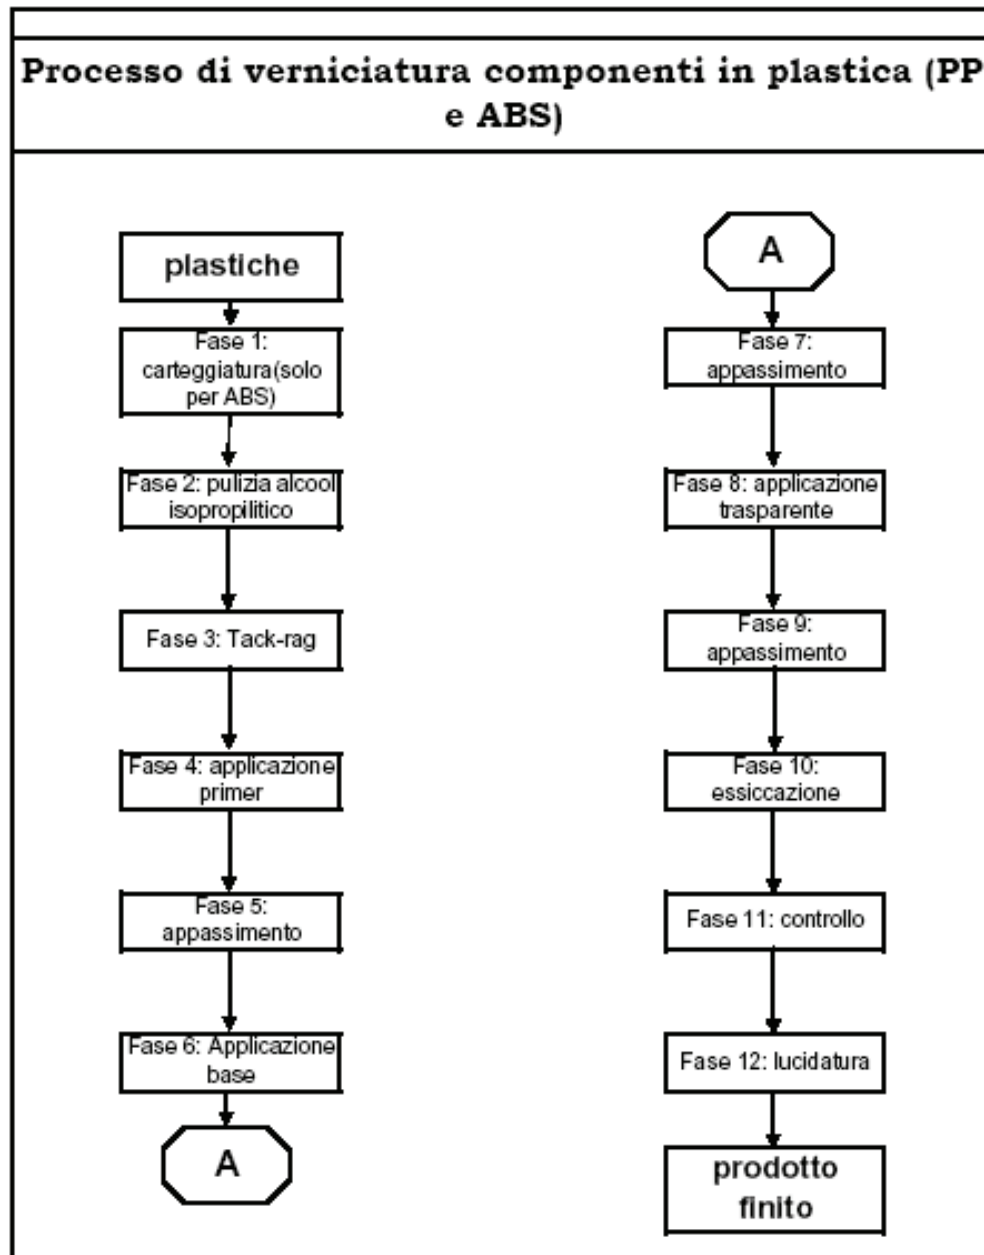 Processo di verniciatura componenti in plastica (PP
e ABS)
plastiche
Fase 1:
carteggiatura(solo
per ABS)
Fase 2: pulizia alcool
isopropilitico
Fase 3: Tack-rag
Fase 4: applicazione
primer
Fase 5:
appassimento
Fase 6: Applicazione
base
A
A
Fase 7:
appassimento
Fase 8: applicazione
trasparente
Fase 9:
appassimento
Fase 10:
essiccazione
Fase 11: controllo
Fase 12: lucidatura
prodotto
finito